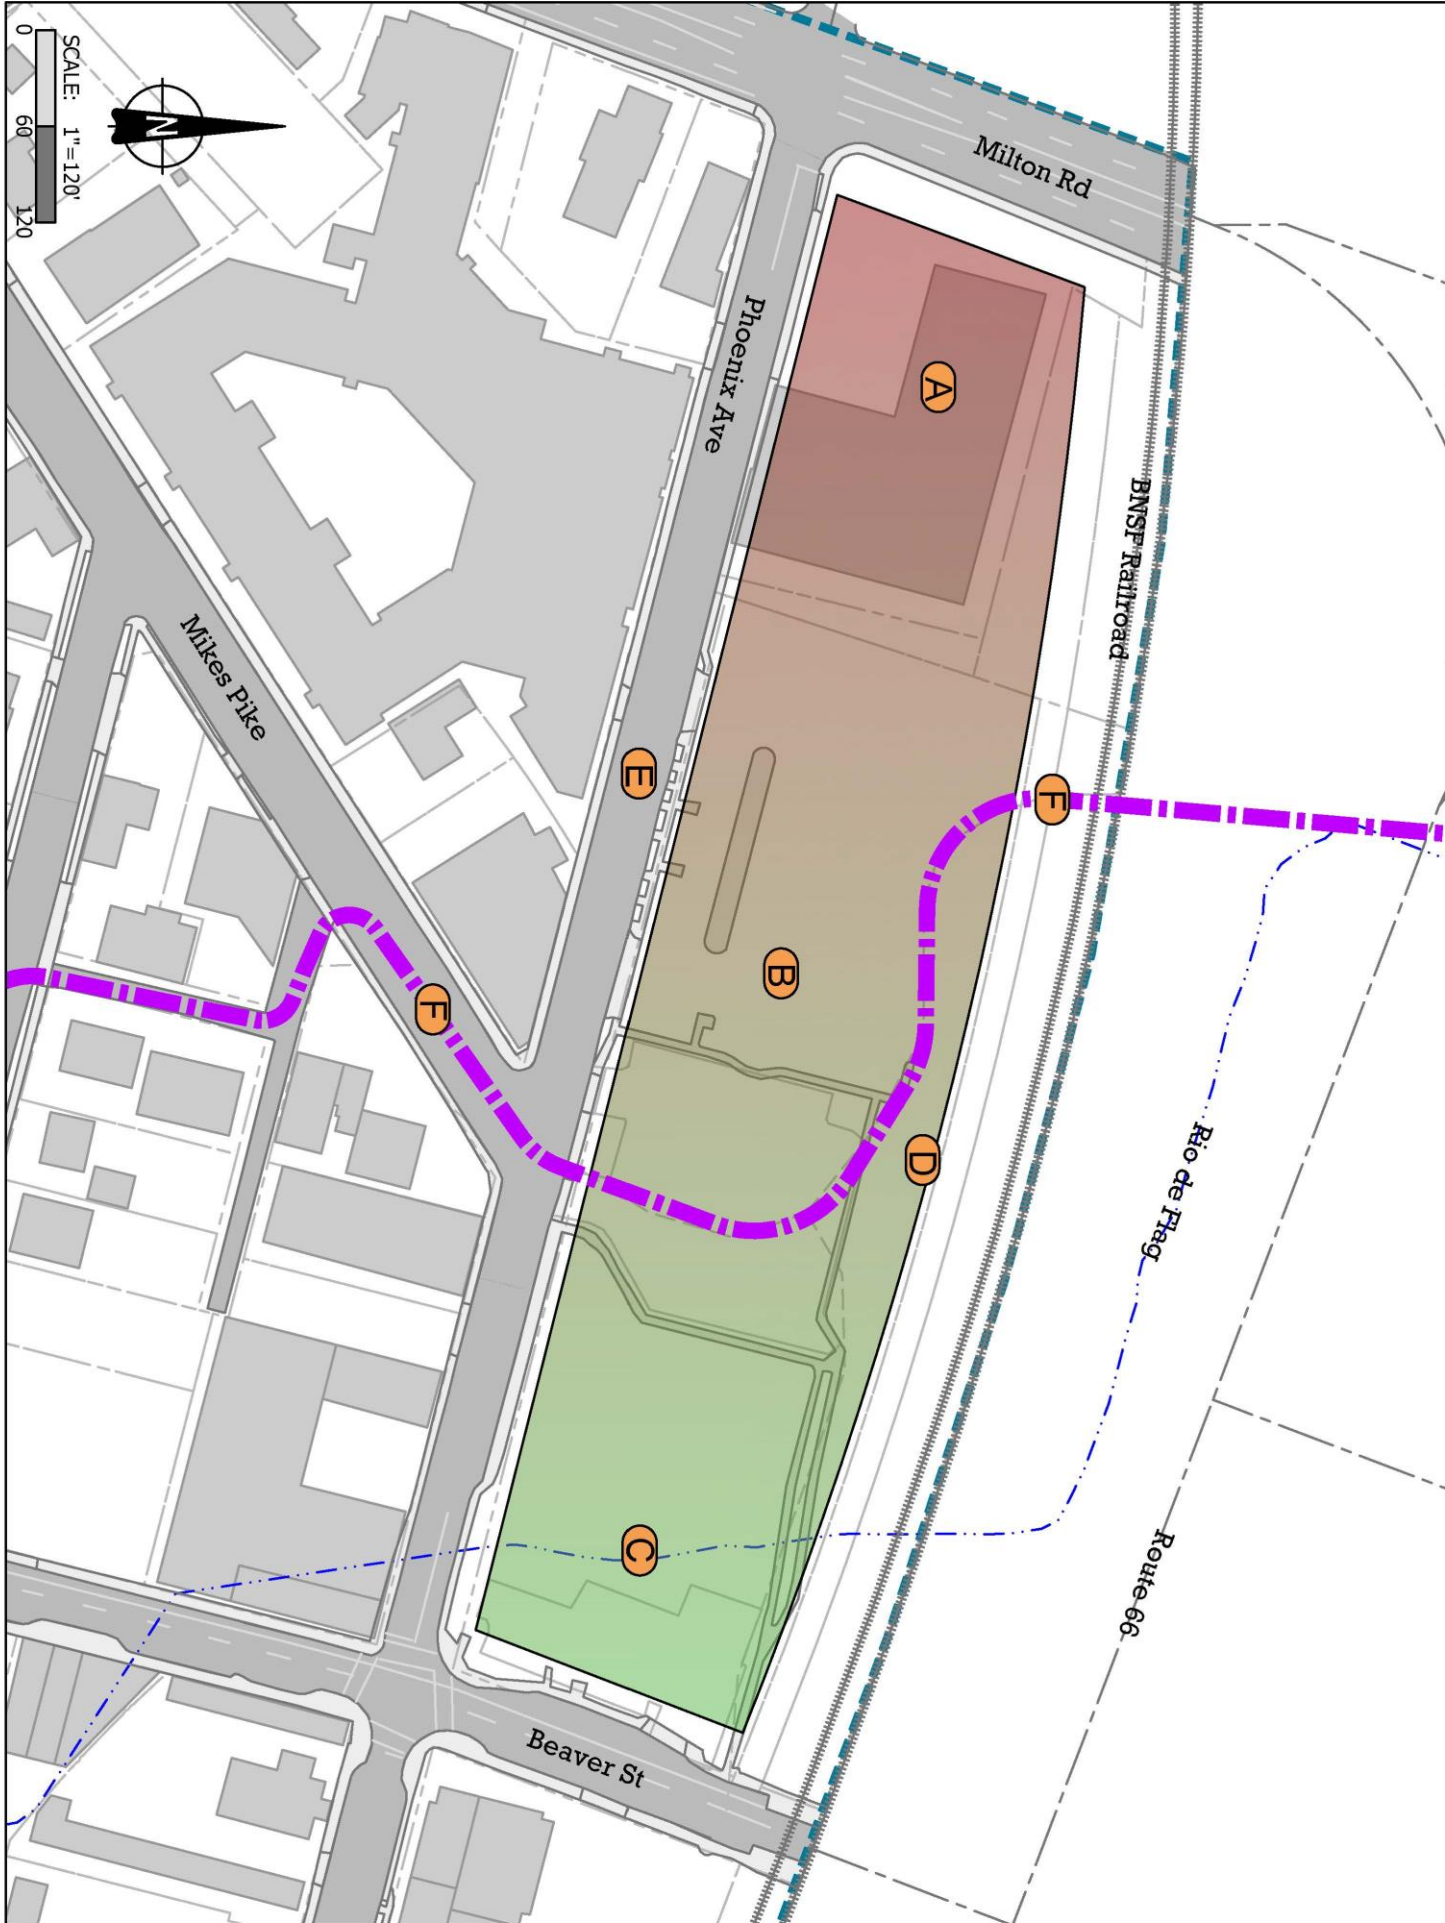 Milton Rd
BNSF Railroad
Phoenix Ave
Mikes Pike
Rio de Flag
Route 66
Beaver St
A
B
C
D
E
F
F
N
SCALE: 1"=120'
0 60 120